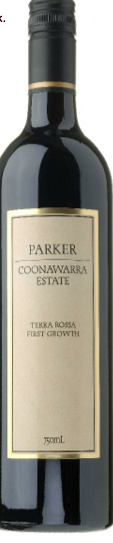 k.
PARKER
COONAWARRA
ESTATE
TERRA ROSSA
FIRST GROWTH
750mL